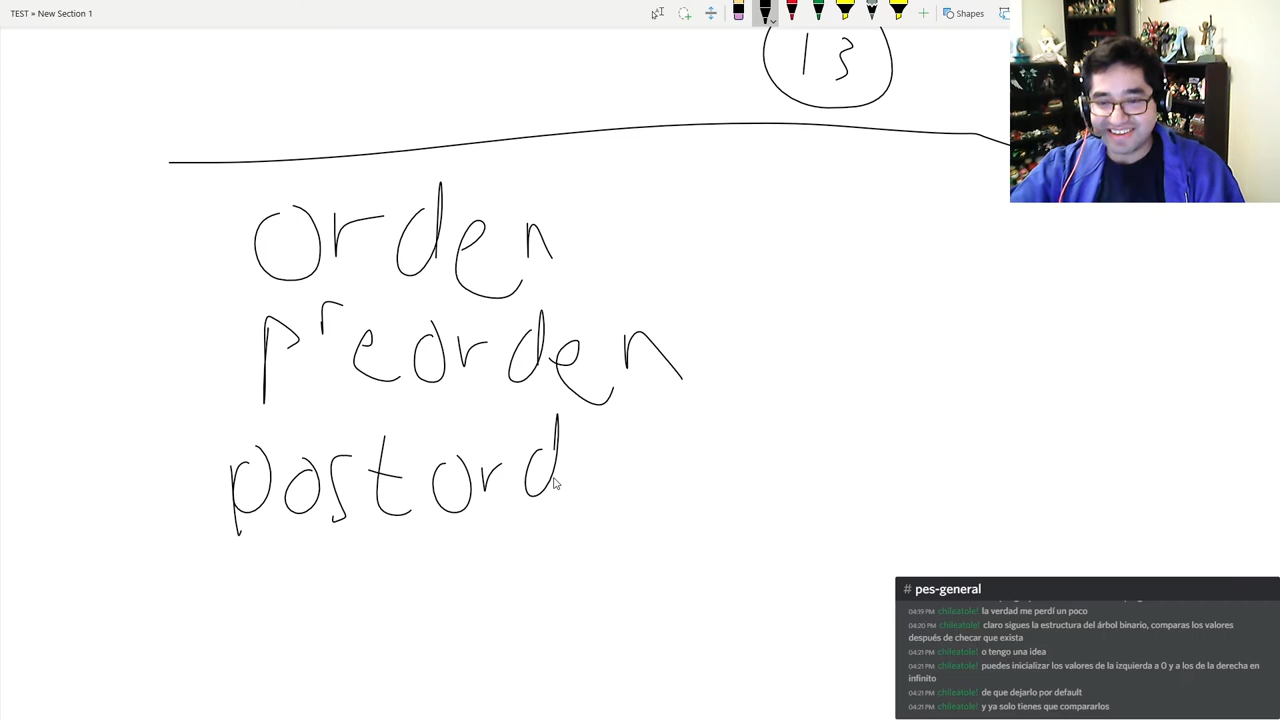 TEST » New Section 1
Shapes
13
orden
preorden
postord
# pes-general
04:19 PM chileatole! la verdad me perdí un poco
04:20 PM chileatole! claro sigues la estructura del árbol binario, comparas los valores
después de checar que exista
04:21 PM chileatole! o tengo una idea
04:21 PM chileatole! puedes inicializar los valores de la izquierda a 0 y a los de la derecha en
infinito
04:21 PM chileatole! de que dejarlo por default
04:21 PM chileatole! y ya solo tienes que compararlos